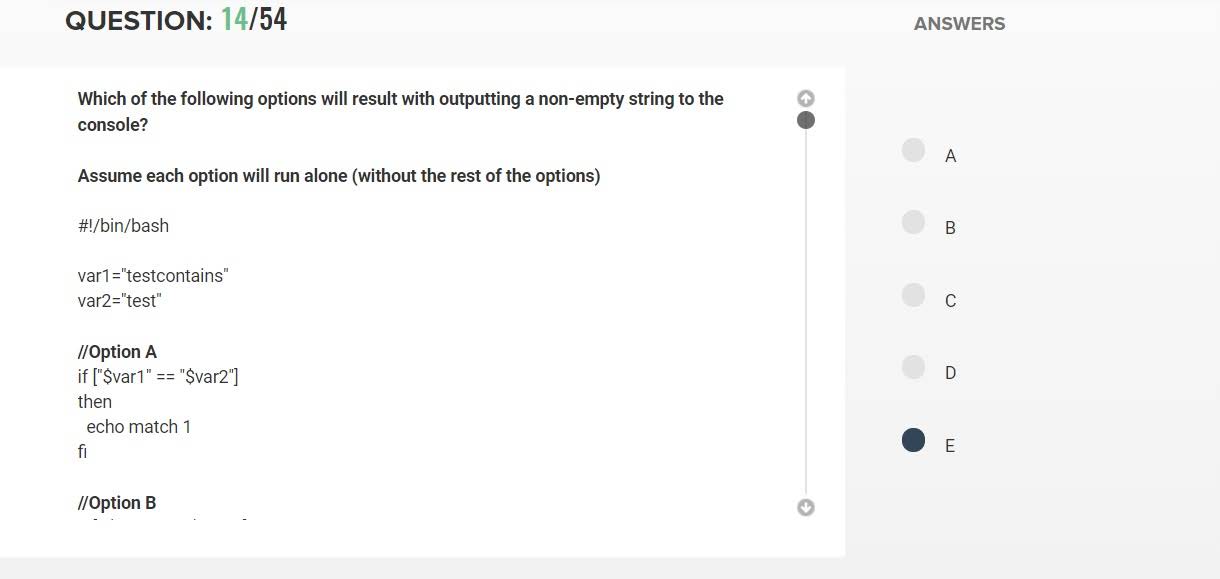 QUESTION: 14/54
ANSWERS
Which of the following options will result with outputting a non-empty string to the
console?
Assume each option will run alone (without the rest of the options)
#!/bin/bash
var1="testcontains"
var2="test"
//Option A
if ["$var1" == "$var2"]
then
echo match 1
fi
//Option B
A
B
C
D
E